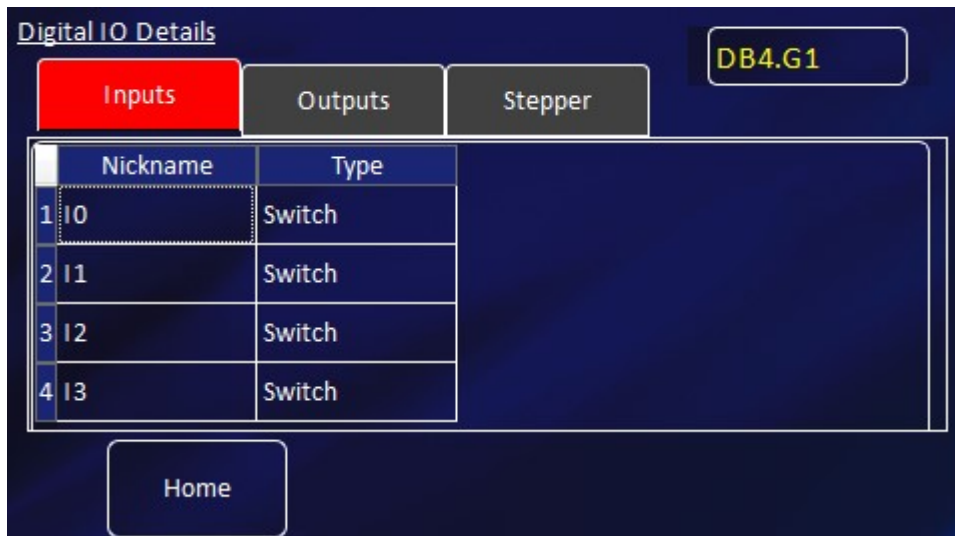 Digital IO Details
DB4.G1
Inputs Outputs Stepper
Nickname Type
1 I0 Switch
2 I1 Switch
3 I2 Switch
4 I3 Switch
Home